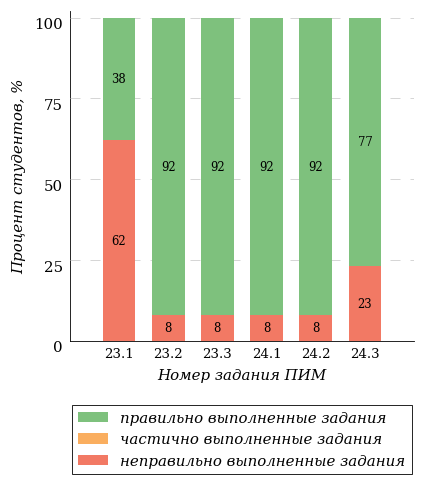 100
75
50
25
0
Процент студентов, %
38 92 92 92 92 77
62 8 8 8 8 23
23.1 23.2 23.3 24.1 24.2 24.3
Номер задания ПИМ
правильно выполненные задания
частично выполненные задания
неправильно выполненные задания